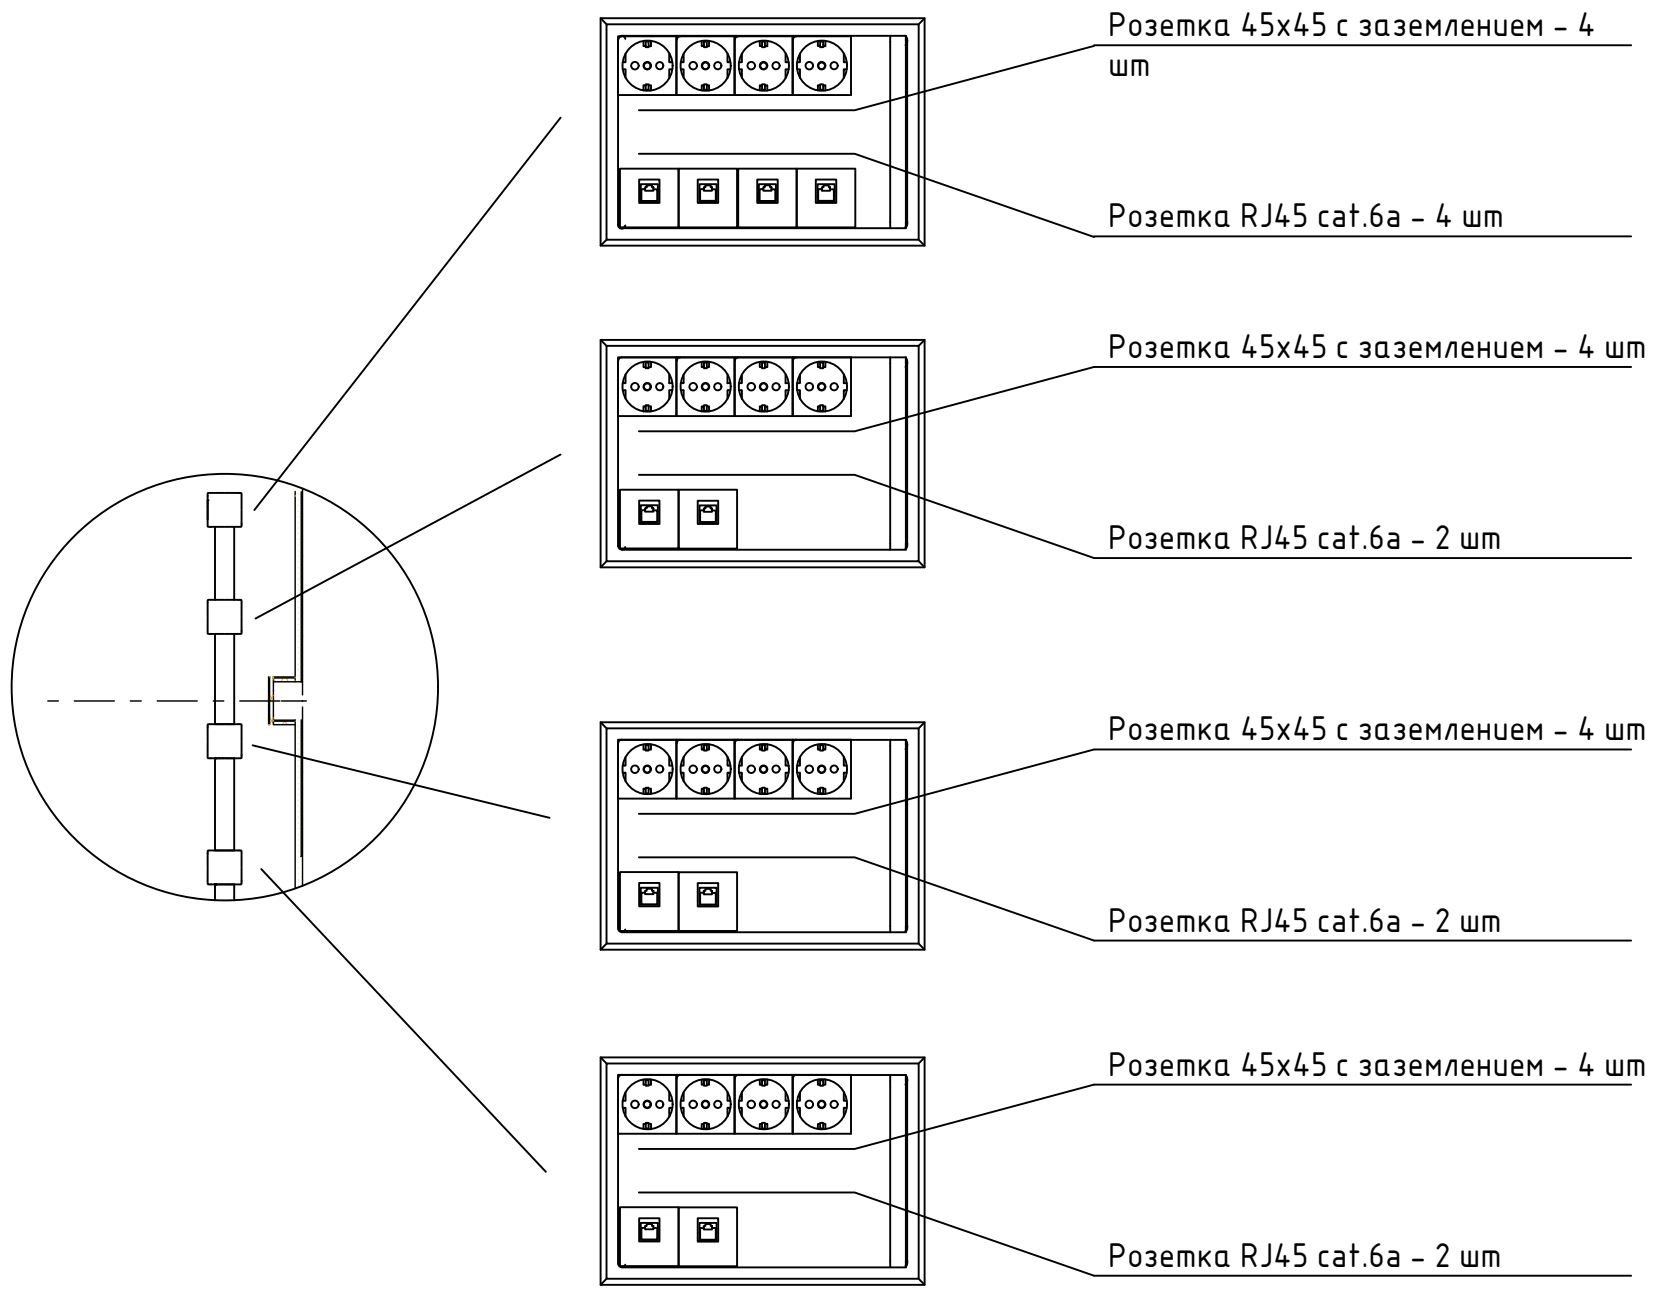 Розетка 45х45 с заземлением - 4
шт
Розетка RJ45 cat.6a - 4 шт
Розетка 45х45 с заземлением - 4 шт
Розетка RJ45 cat.6a - 2 шт
Розетка 45х45 с заземлением - 4 шт
Розетка RJ45 cat.6a - 2 шт
Розетка 45х45 с заземлением - 4 шт
Розетка RJ45 cat.6a - 2 шт